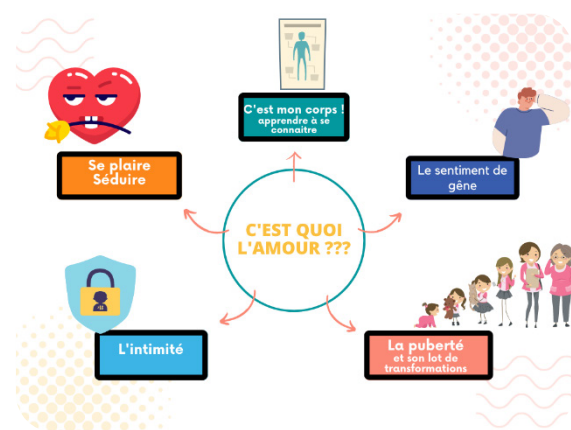 C'est mon corps !
apprendre à se
connaitre
Se plaire
Séduire
Le sentiment de
gêne
C'EST QUOI
L'AMOUR ???
L'intimité
La puberté
et son lot de
transformations